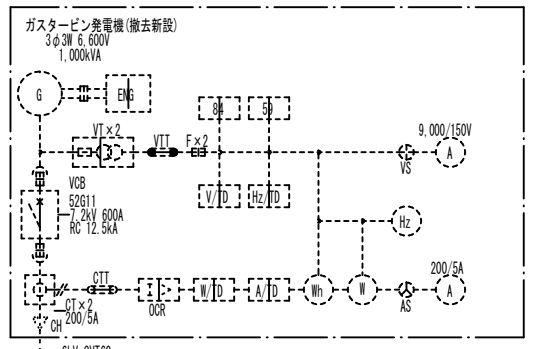 ガスタービン発電機(撤去新設)
3φ3W 6,600V
1,000kVA
G
ENG
84
59
VT×2
VTT
F×2
9,000/150V
VS
A
VCB
52G11
7.2kV 600A
RC 12.5kA
V/TD
Hz/TD
Hz
CTT
200/5A
OCR
W/TD
A/TD
Wh
W
AS
A
CT×2
200/5A
CH